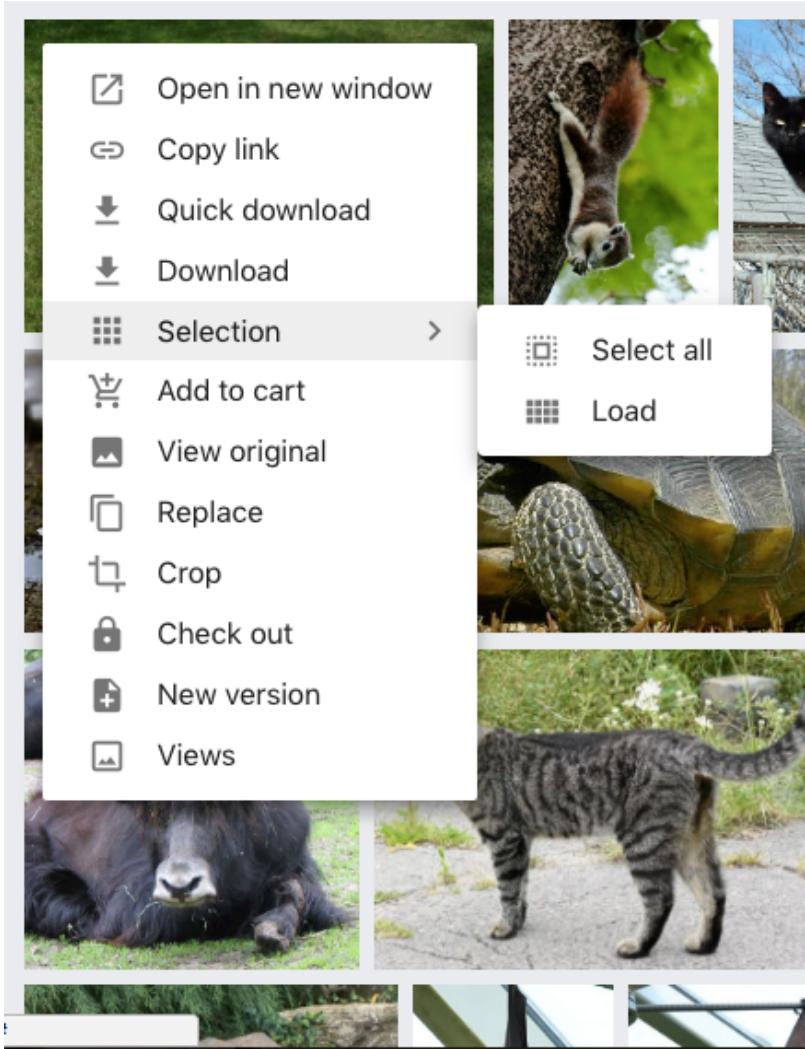 Open in new window
Copy link
Quick download
Download
Selection
Select all
Load
Add to cart
View original
Replace
Crop
Check out
New version
Views